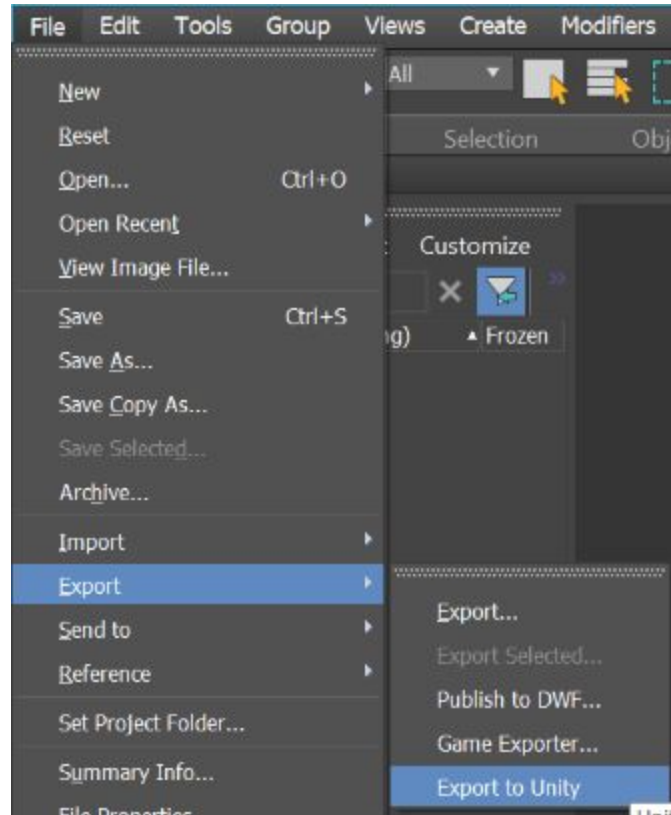 File Edit Tools Group Views Create Modifiers
All
New
Reset
Selection
Open... Ctrl+O
Open Recent
Customize
View Image File...
Save Ctrl+S
Frozen
Save As...
Save Copy As...
Save Selected...
Archive...
Import
Export
Export...
Send to
Export Selected...
Reference
Publish to DWF...
Set Project Folder...
Game Exporter...
Summary Info...
Export to Unity
File Properties